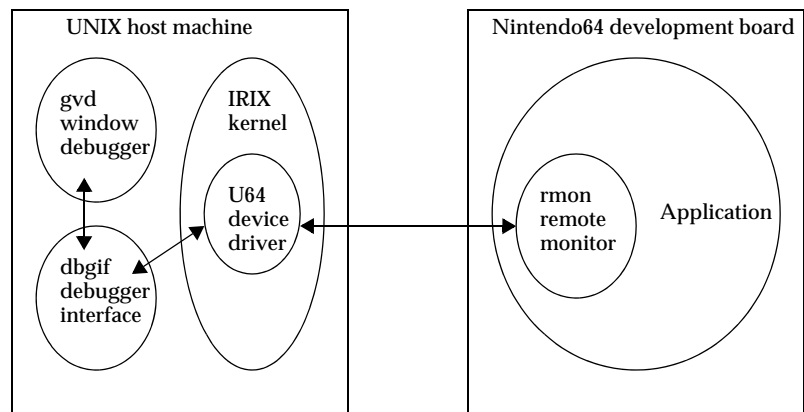 UNIX host machine
Nintendo64 development board
gvd
window
debugger
IRIX
kernel
U64
device
driver
dbgif
debugger
interface
rmon
remote
monitor
Application